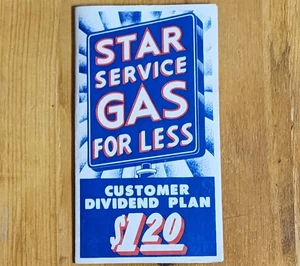 STAR
SERVICE
GAS
FOR LESS
CUSTOMER
DIVIDEND PLAN
$1.20